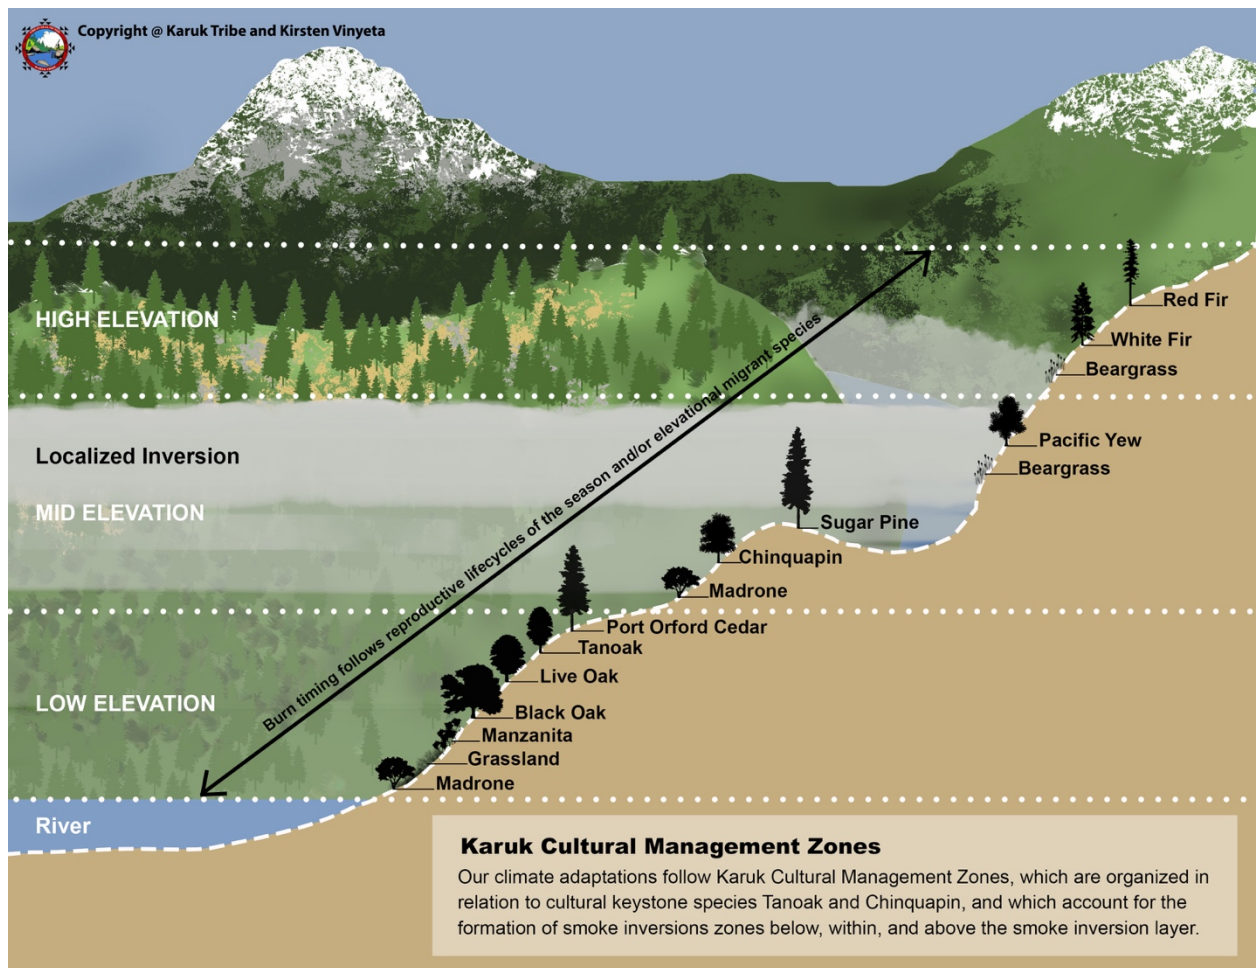 Copyright @ Karuk Tribe and Kirsten Vinyeta
HIGH ELEVATION
Red Fir
White Fir
Beargrass
Burn timing follows reproductive lifecycles of the season and/or elevational migrant species
Localized Inversion
Pacific Yew
Beargrass
MID ELEVATION
Sugar Pine
Chinquapin
Madrone
Port Orford Cedar
Tanoak
Live Oak
LOW ELEVATION
Black Oak
Manzanita
Grassland
Madrone
River
Karuk Cultural Management Zones
Our climate adaptations follow Karuk Cultural Management Zones, which are organized in
relation to cultural keystone species Tanoak and Chinquapin, and which account for the
formation of smoke inversions zones below, within, and above the smoke inversion layer.